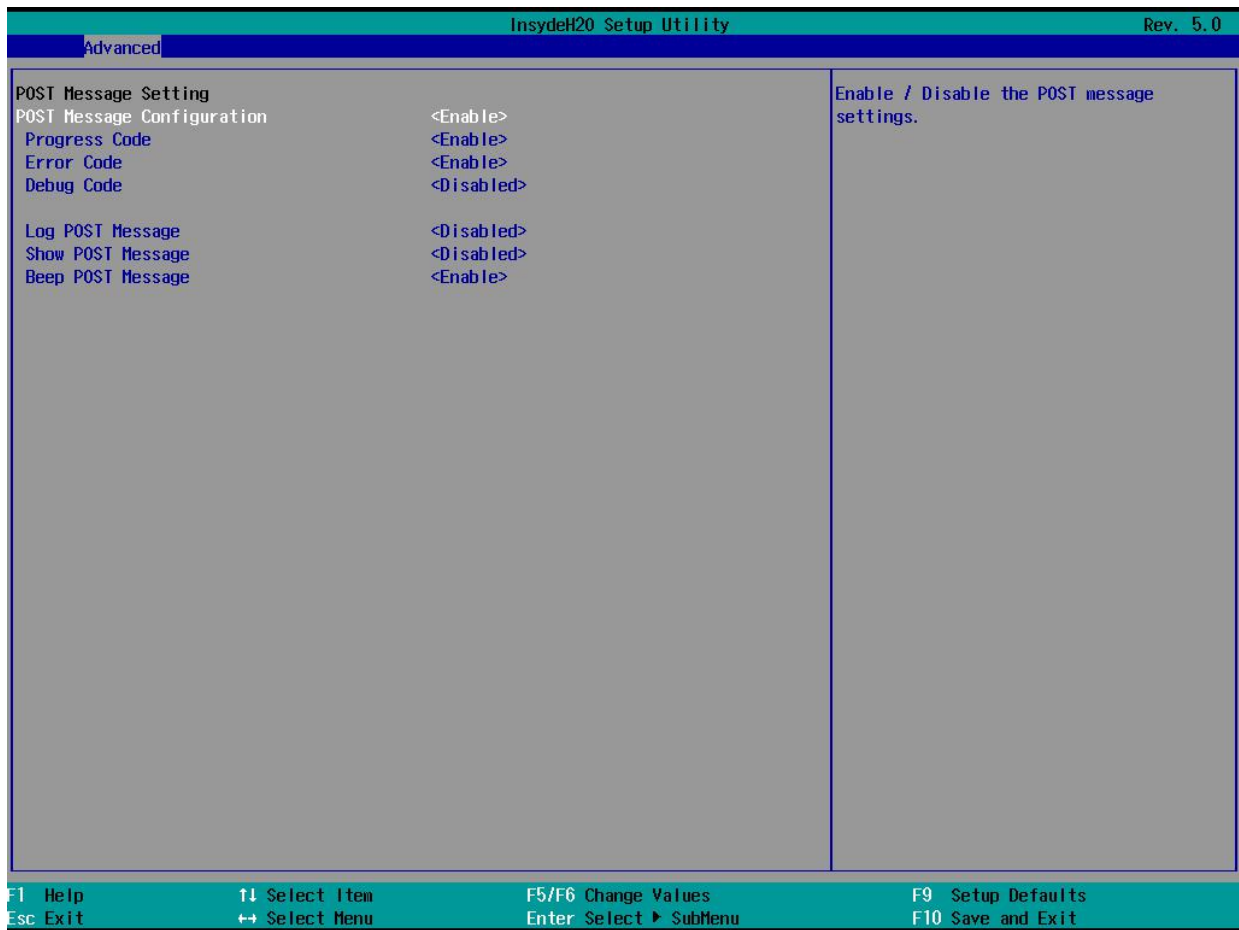 InsydeH20 Setup Utility Rev. 5.0
Advanced
POST Message Setting
POST Message Configuration <Enable>
Progress Code <Enable>
Error Code <Enable>
Debug Code <Disabled>
Log POST Message <Disabled>
Show POST Message <Disabled>
Beep POST Message <Enable>
Enable / Disable the POST message
settings.
F1 Help ↑↓ Select Item F5/F6 Change Values F9 Setup Defaults
Esc Exit ↔ Select Menu Enter Select ▶ SubMenu F10 Save and Exit